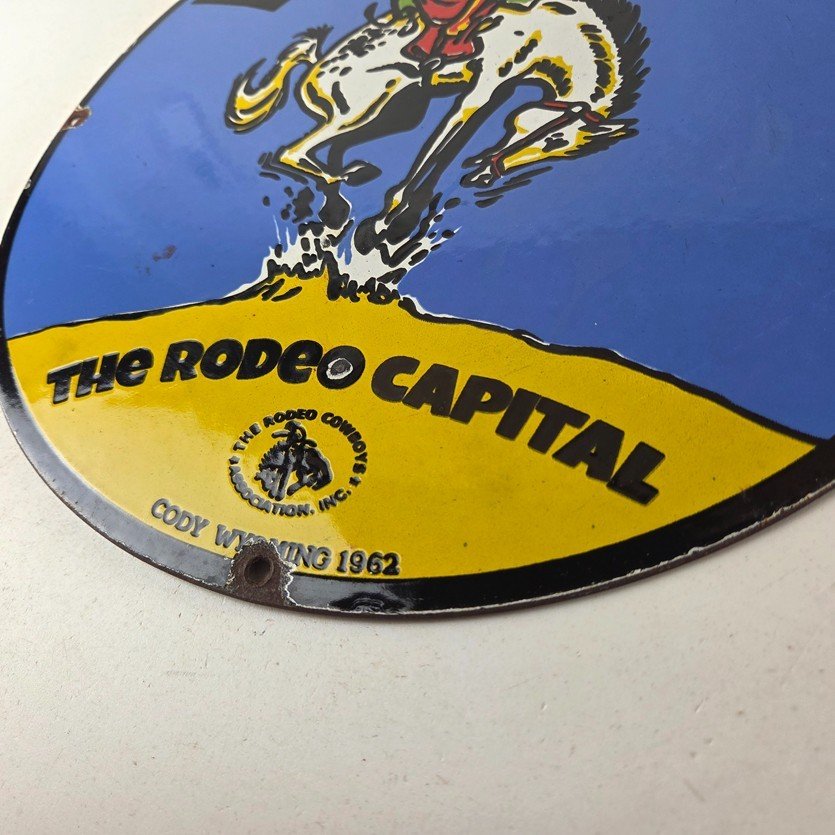 THE RODEO CAPITAL
THE RODEO COWBOYS
ASSOCIATION, INC.
CODY WYOMING 1962